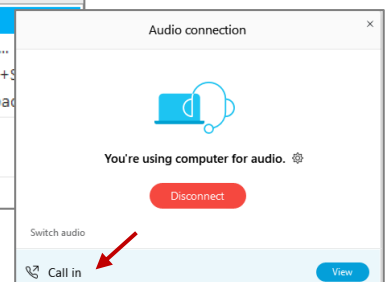 Audio connection
You're using computer for audio.
Disconnect
Switch audio
Call in
View